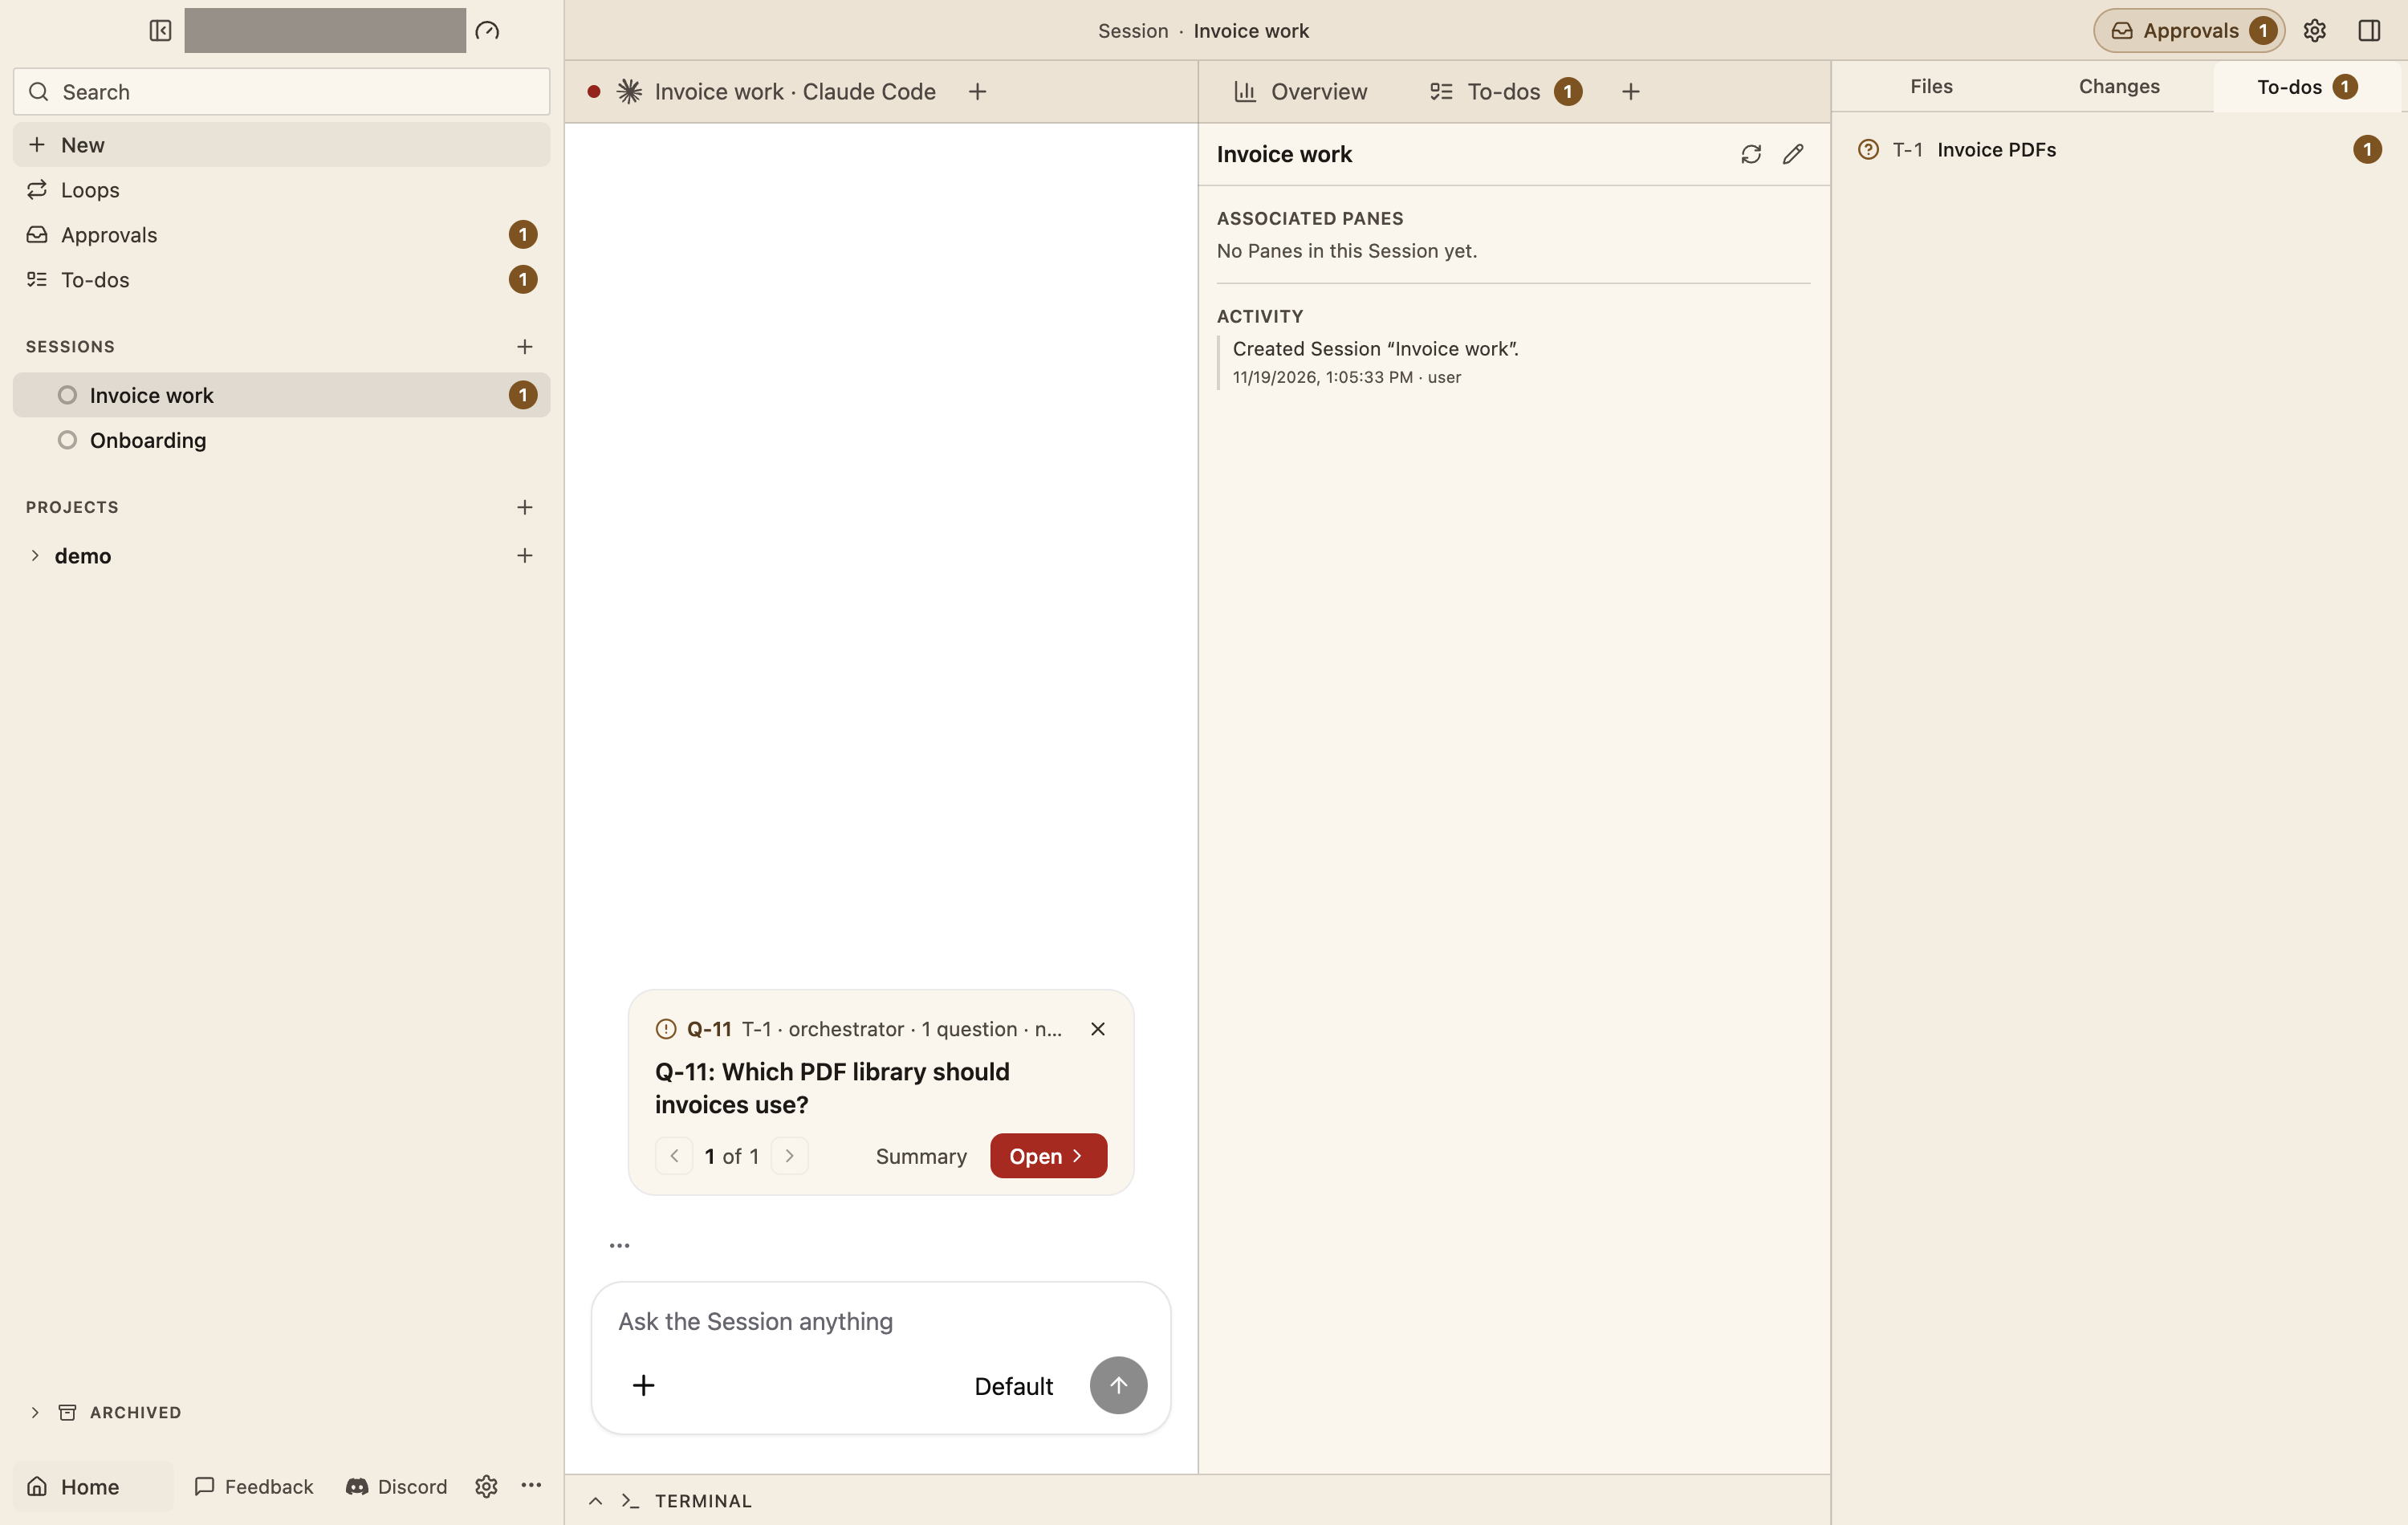 Search
New
Loops
Approvals 1
To-dos 1
SESSIONS
Invoice work 1
Onboarding
PROJECTS
demo
ARCHIVED
Home Feedback Discord
Session · Invoice work
Approvals 1
Invoice work · Claude Code
Q-11 T-1 · orchestrator · 1 question · n...
Q-11: Which PDF library should
invoices use?
1 of 1 Summary Open
Ask the Session anything
Default
Overview To-dos 1
Invoice work
ASSOCIATED PANES
No Panes in this Session yet.
ACTIVITY
Created Session “Invoice work”.
11/19/2026, 1:05:33 PM · user
TERMINAL
Files Changes To-dos 1
T-1 Invoice PDFs 1